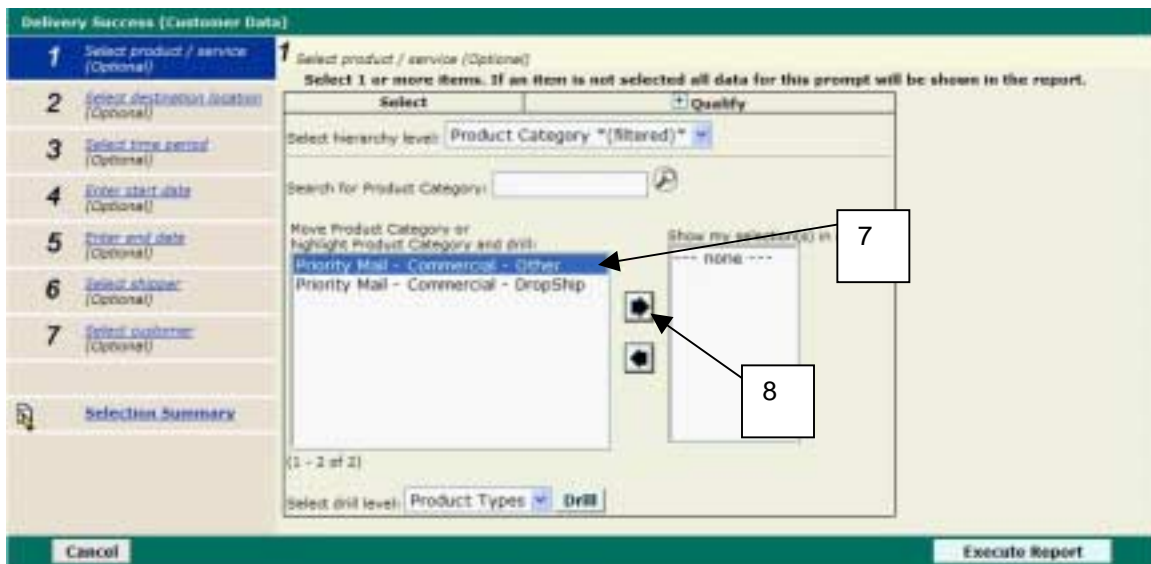 Delivery Success [Customer Data]
1 Select product / service
(Optional)
2 Select destination location
(Optional)
3 Select time period
(Optional)
4 Enter start date
(Optional)
5 Enter end date
(Optional)
6 Select shipper
(Optional)
7 Select customer
(Optional)
Selection Summary
1 Select product / service (Optional)
Select 1 or more items. If an item is not selected all data for this prompt will be shown in the report.
Select
+ Qualify
Select hierarchy level: Product Category *(filtered)*
Search for Product Category:
Move Product Category or
highlight Product Category and drill:
Priority Mail - Commercial - Other
Priority Mail - Commercial - DropShip
(1 - 2 of 2)
Select drill level: Product Types Drill
Show my selection(s) in
--- none ---
7
8
Cancel
Execute Report